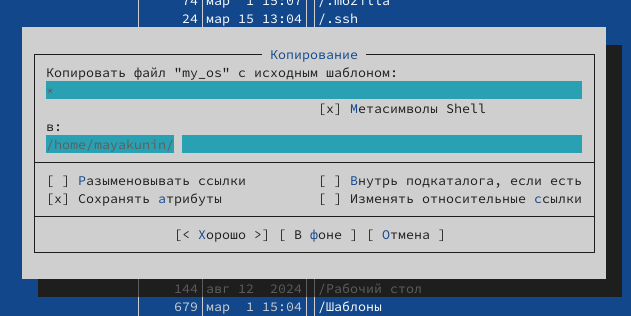 74 мар  1 15:07 /.mozilla
24 мар 15 13:04 /.ssh
Копирование
Копировать файл "my_os" с исходным шаблоном:
*
[x] Метасимволы Shell
в:
/home/mayakunin/
[ ] Разыменовывать ссылки [ ] Внутрь подкаталога, если есть
[x] Сохранять атрибуты [ ] Изменять относительные ссылки
[< Хорошо >] [ В фоне ] [ Отмена ]
144 авг 12  2024 /Рабочий стол
679 мар  1 15:04 /Шаблоны